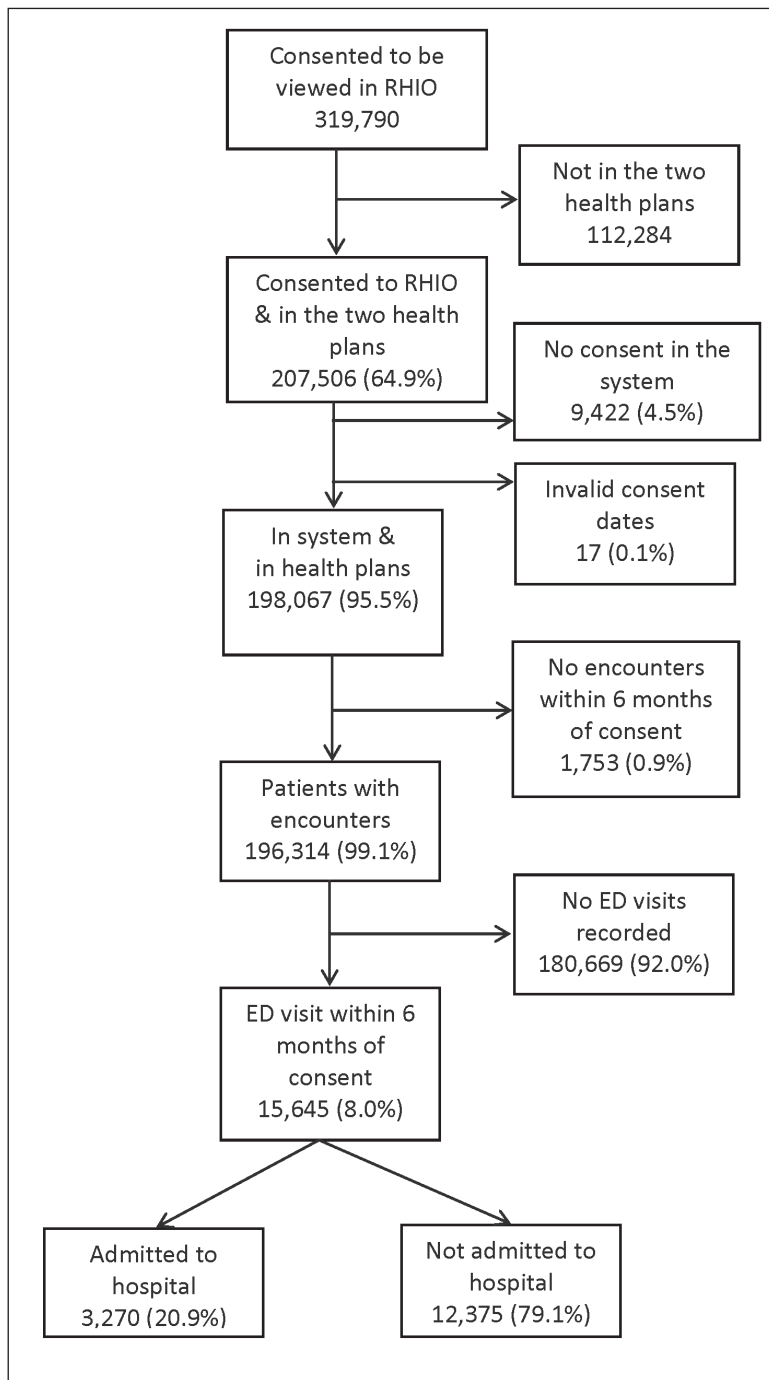 Consented to be
viewed in RHIO
319,790
Not in the two
health plans
112,284
Consented to RHIO
& in the two health
plans
207,506 (64.9%)
No consent in the
system
9,422 (4.5%)
Invalid consent
dates
17 (0.1%)
In system &
in health plans
198,067 (95.5%)
No encounters
within 6 months
of consent
1,753 (0.9%)
Patients with
encounters
196,314 (99.1%)
No ED visits
recorded
180,669 (92.0%)
ED visit within 6
months of
consent
15,645 (8.0%)
Admitted to
hospital
3,270 (20.9%)
Not admitted to
hospital
12,375 (79.1%)